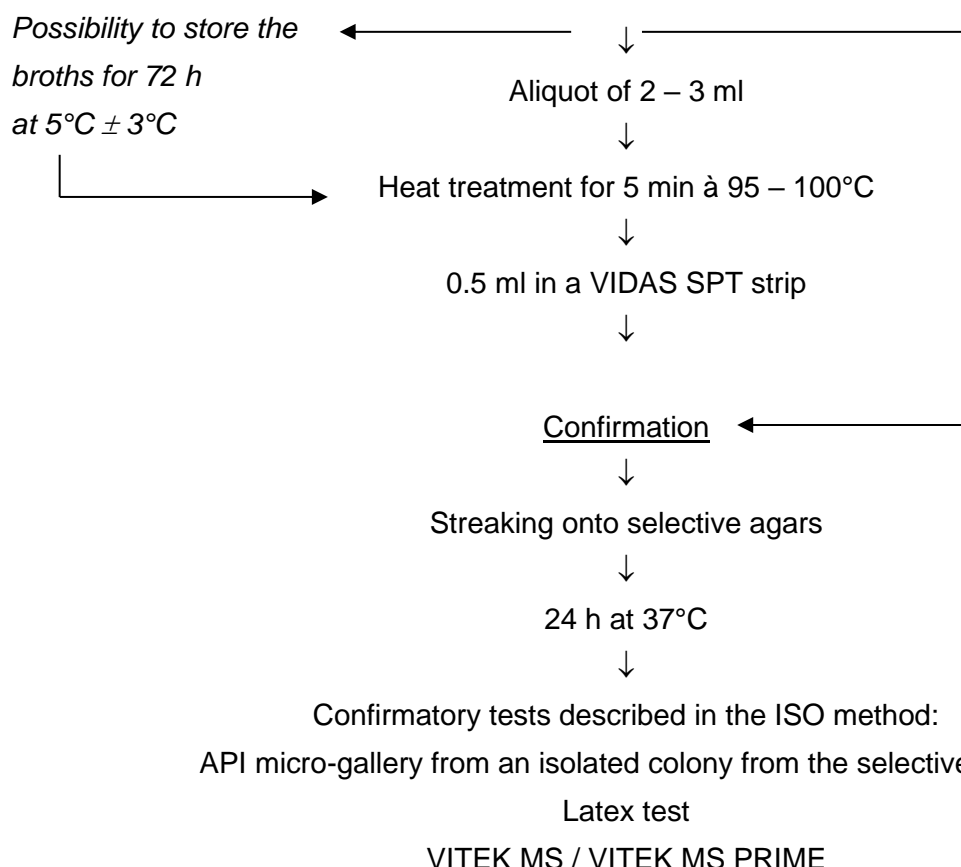 Possibility to store the
broths for 72 h
at 5°C ± 3°C
↓
Aliquot of 2 – 3 ml
↓
Heat treatment for 5 min à 95 – 100°C
↓
0.5 ml in a VIDAS SPT strip
↓
Confirmation
↓
Streaking onto selective agars
↓
24 h at 37°C
↓
Confirmatory tests described in the ISO method:
API micro-gallery from an isolated colony from the selective
Latex test
VITEK MS / VITEK MS PRIME